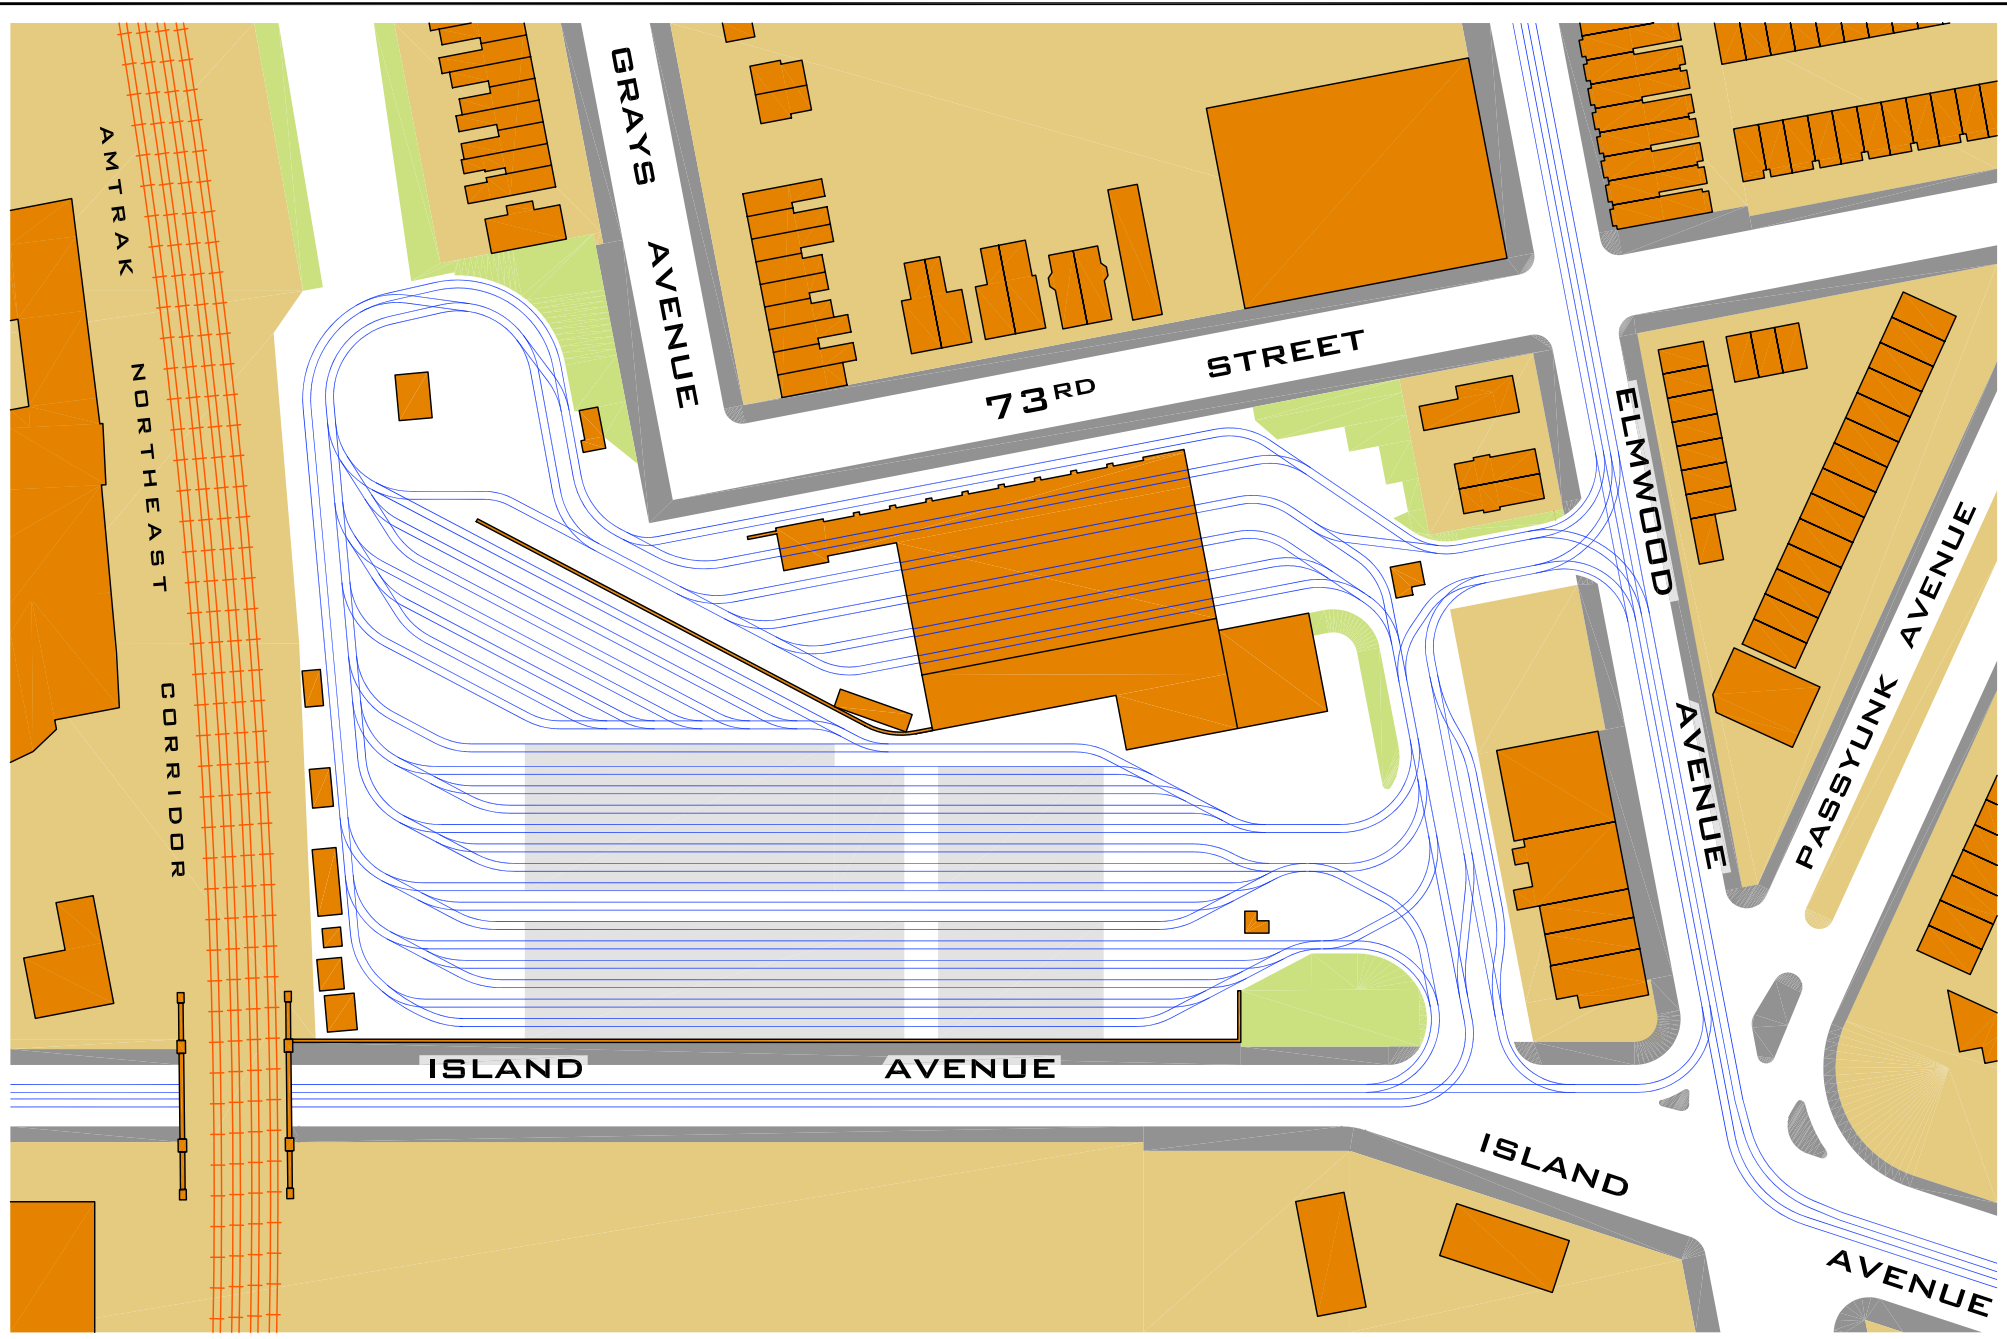 AMTRAK
NORTHEAST
CORRIDOR
GRAYS
AVENUE
73RD STREET
ELMWOOD
AVENUE
PASSYUNK AVENUE
ISLAND AVENUE
ISLAND
AVENUE